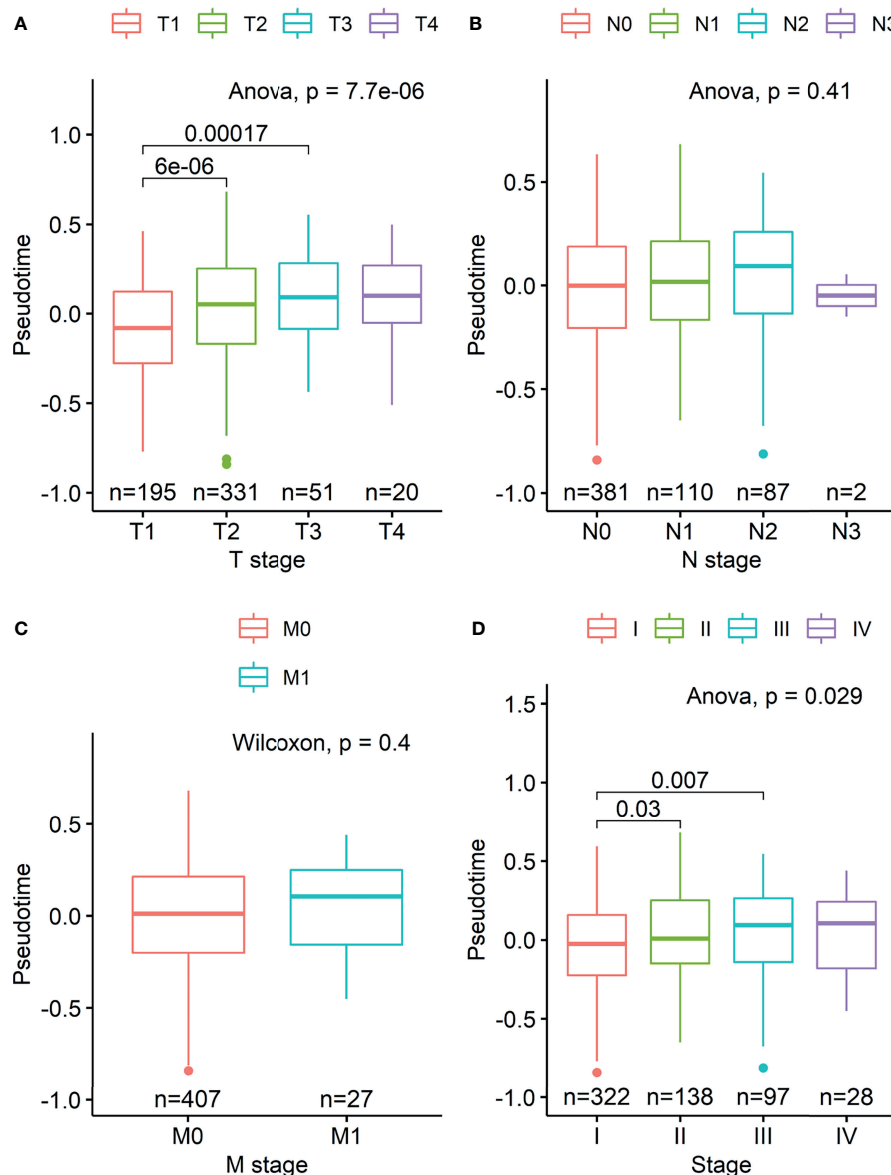 A
T1 T2 T3 T4
Anova, p = 7.7e-06
0.00017
6e-06
1.0
0.5
0.0
-0.5
-1.0
Pseudotime
n=195 n=331 n=51 n=20
T1 T2 T3 T4
T stage
B
N0 N1 N2 N3
Anova, p = 0.41
0.5
0.0
-0.5
-1.0
Pseudotime
n=381 n=110 n=87 n=2
N0 N1 N2 N3
N stage
C
M0
M1
Wilcoxon, p = 0.4
0.5
0.0
-0.5
-1.0
Pseudotime
n=407 n=27
M0 M1
M stage
D
I II III IV
Anova, p = 0.029
0.007
0.03
1.5
1.0
0.5
0.0
-0.5
-1.0
Pseudotime
n=322 n=138 n=97 n=28
I II III IV
Stage